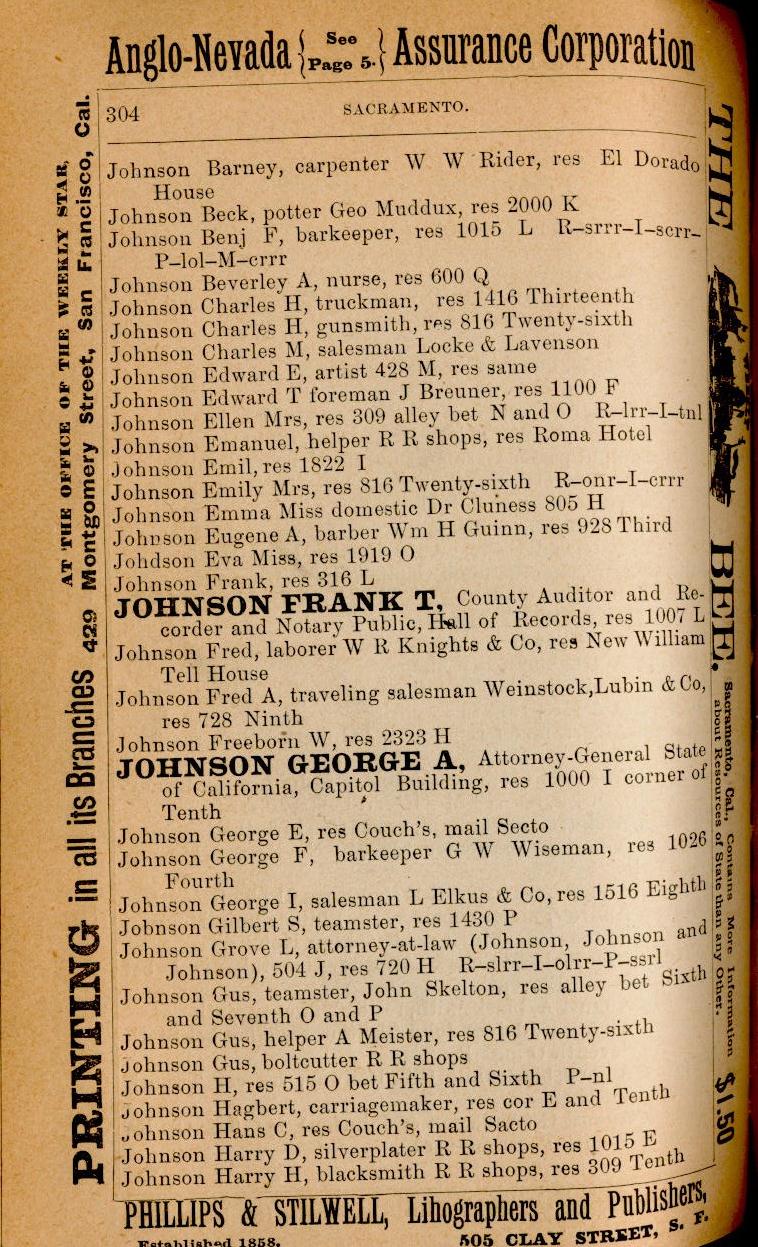 Anglo-Nevada { See Page 5. } Assurance Corporation
304 SACRAMENTO.
Johnson Barney, carpenter W W Rider, res El Dorado
House
Johnson Beck, potter Geo Muddux, res 2000 K
Johnson Benj F, barkeeper, res 1015 L R–srrr–I–scrr–
P–lol–M–crrr
Johnson Beverley A, nurse, res 600 Q
Johnson Charles H, truckman, res 1416 Thirteenth
Johnson Charles H, gunsmith, res 816 Twenty-sixth
Johnson Charles M, salesman Locke & Lavenson
Johnson Edward E, artist 428 M, res same
Johnson Edward T foreman J Breuner, res 1100 F
Johnson Ellen Mrs, res 309 alley bet N and O R–lrr–I–tnl
Johnson Emanuel, helper R R shops, res Roma Hotel
Johnson Emil, res 1822 I
Johnson Emily Mrs, res 816 Twenty-sixth R–onr–I–crrr
Johnson Emma Miss domestic Dr Cluness 805 H
Johnson Eugene A, barber Wm H Guinn, res 928 Third
Johdson Eva Miss, res 1919 O
Johnson Frank, res 316 L
JOHNSON FRANK T, County Auditor and Re-
corder and Notary Public, Hall of Records, res 1007 L
Johnson Fred, laborer W R Knights & Co, res New William
Tell House
Johnson Fred A, traveling salesman Weinstock, Lubin & Co,
res 728 Ninth
Johnson Freeborn W, res 2323 H
JOHNSON GEORGE A, Attorney-General State
of California, Capitol Building, res 1000 I corner of
Tenth
Johnson George E, res Couch's, mail Secto
Johnson George F, barkeeper G W Wiseman, res 1026
Fourth
Johnson George I, salesman L Elkus & Co, res 1516 Eighth
Johnson Gilbert S, teamster, res 1430 P
Johnson Grove L, attorney-at-law (Johnson, Johnson and
Johnson), 504 J, res 720 H R–slrr–I–olrr–P–ssrl
Johnson Gus, teamster, John Skelton, res alley bet Sixth
and Seventh O and P
Johnson Gus, helper A Meister, res 816 Twenty-sixth
Johnson Gus, boltcutter R R shops
Johnson H, res 515 O bet Fifth and Sixth P–nl
Johnson Hagbert, carriagemaker, res cor E and Tenth
Johnson Hans C, res Couch's, mail Sacto
Johnson Harry D, silverplater R R shops, res 1015 E
Johnson Harry H, blacksmith R R shops, res 309 Tenth
PHILLIPS & STILWELL, Lihographers and Publishers,
Established 1858. 505 CLAY STREET, S. F.
AT THE OFFICE OF THE WEEKLY STAR,
PRINTING in all its Branches 429 Montgomery Street, San Francisco, Cal.
THE BEE.
Sacramento, Cal., Contains More Information
about Resources of State than any Other.
$1.50